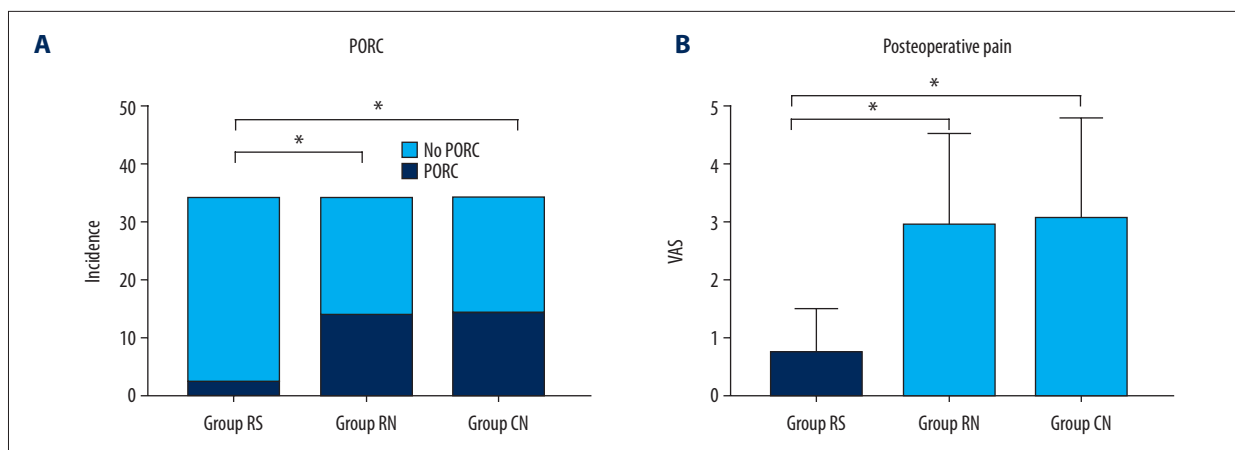 A
PORC
*
*
No PORC
PORC
50
40
30
20
10
0
Incidence
Group RS
Group RN
Group CN
B
Posteoperative pain
*
*
5
4
3
2
1
0
VAS
Group RS
Group RN
Group CN